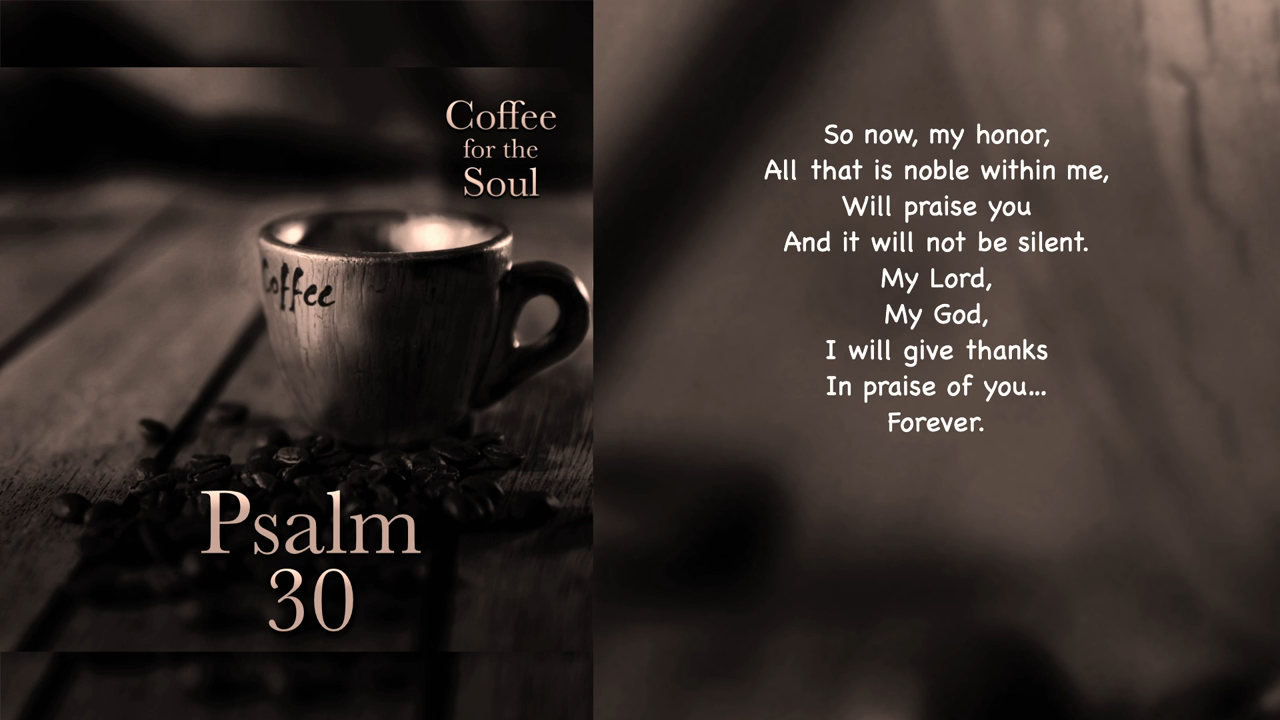 Coffee
for the
Soul
Coffee
Psalm
30
So now, my honor,
All that is noble within me,
Will praise you
And it will not be silent.
My Lord,
My God,
I will give thanks
In praise of you...
Forever.